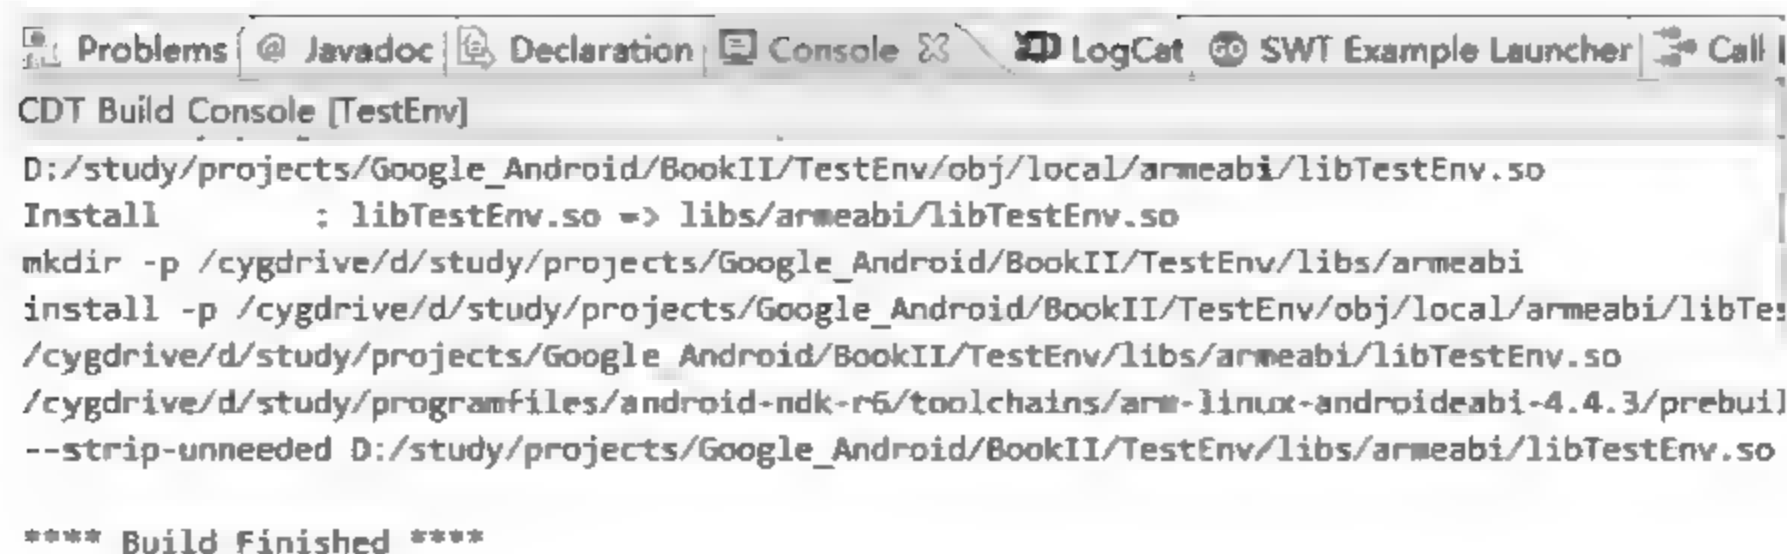 Problems @ Javadoc Declaration Console LogCat SWT Example Launcher Call
CDT Build Console [TestEnv]
D:/study/projects/Google_Android/BookII/TestEnv/obj/local/armeabi/libTestEnv.so
Install : libTestEnv.so => libs/armeabi/libTestEnv.so
mkdir -p /cygdrive/d/study/projects/Google_Android/BookII/TestEnv/libs/armeabi
install -p /cygdrive/d/study/projects/Google_Android/BookII/TestEnv/obj/local/armeabi/libTes
/cygdrive/d/study/projects/Google_Android/BookII/TestEnv/libs/armeabi/libTestEnv.so
/cygdrive/d/study/programfiles/android-ndk-r6/toolchains/arm-linux-androideabi-4.4.3/prebuil
--strip-unneeded D:/study/projects/Google_Android/BookII/TestEnv/libs/armeabi/libTestEnv.so
**** Build Finished ****